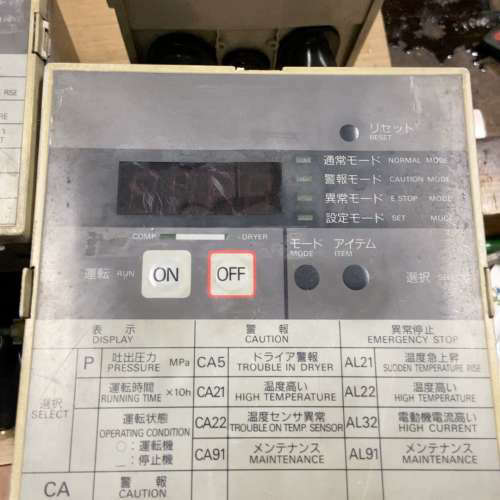 リセット
RESET
通常モード NORMAL MODE
警報モード CAUTION MODE
異常モード E.STOP MODE
設定モード SET MODE
COMP. DRYER
運転 RUN ON OFF
モード MODE
アイテム ITEM
選択 SELECT
表示 DISPLAY
警報 CAUTION
異常停止 EMERGENCY STOP
選択 SELECT
P 吐出圧力 PRESSURE MPa
運転時間 RUNNING TIME ×10h
運転状態 OPERATING CONDITION
○:運転機
_:停止機
CA 警報 CAUTION
CA5 ドライア警報 TROUBLE IN DRYER
CA21 温度高い HIGH TEMPERATURE
CA22 温度センサ異常 TROUBLE ON TEMP. SENSOR
CA91 メンテナンス MAINTENANCE
AL21 温度急上昇 SUDDEN TEMPERATURE RISE
AL22 温度高い HIGH TEMPERATURE
AL32 電動機電流高い HIGH CURRENT
AL91 メンテナンス MAINTENANCE
RISE